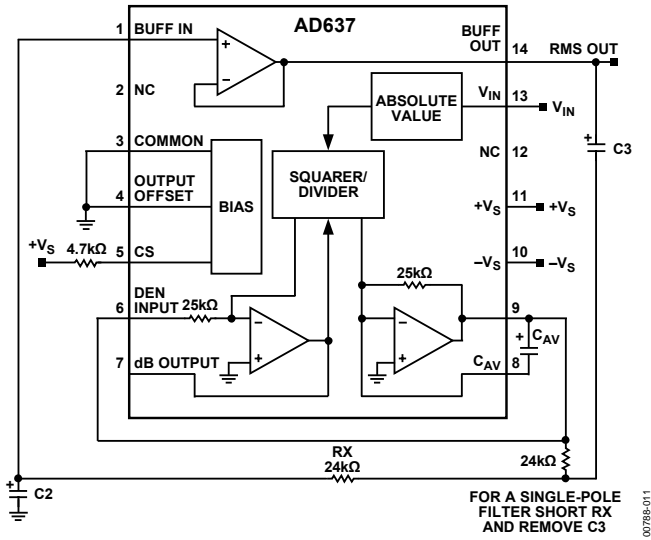 AD637
1 BUFF IN
BUFF
OUT
14 RMS OUT
2 NC
ABSOLUTE
VALUE
VIN
13
VIN
3 COMMON
NC 12
C3
+
OUTPUT
4 OFFSET
BIAS
SQUARER/
DIVIDER
+VS
11
+VS
+VS
4.7kΩ
5 CS
–VS
10
–VS
DEN
6 INPUT
25kΩ
25kΩ
9
CAV
+
7 dB OUTPUT
CAV
8
+
–
–
+
–
+
RX
24kΩ
24kΩ
+
C2
FOR A SINGLE-POLE
FILTER SHORT RX
AND REMOVE C3
00788-011